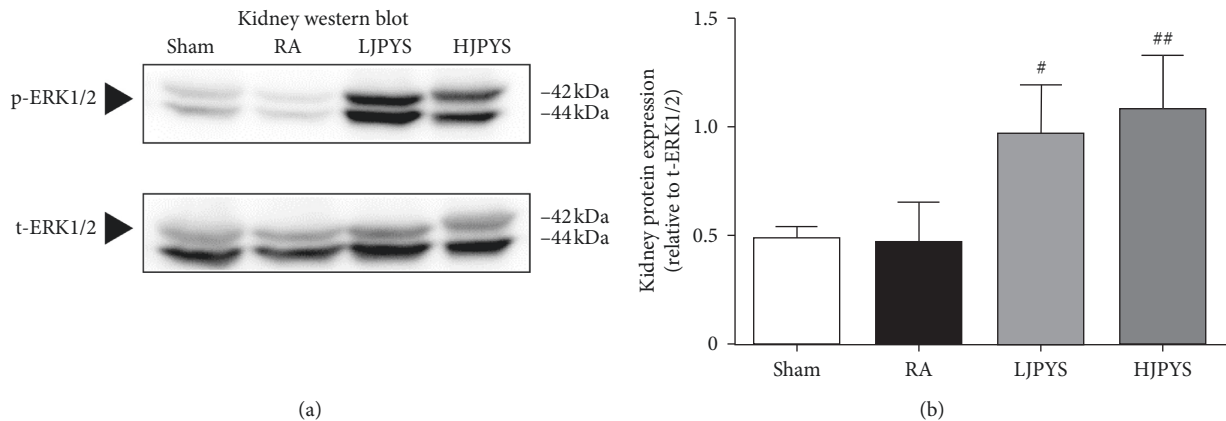 Kidney western blot
Sham RA LJPYS HJPYS
p-ERK1/2
–42 kDa
–44 kDa
t-ERK1/2
–42 kDa
–44 kDa
(a)
Kidney protein expression
(relative to t-ERK1/2)
1.5
1.0
0.5
0
#
##
Sham RA LJPYS HJPYS
(b)